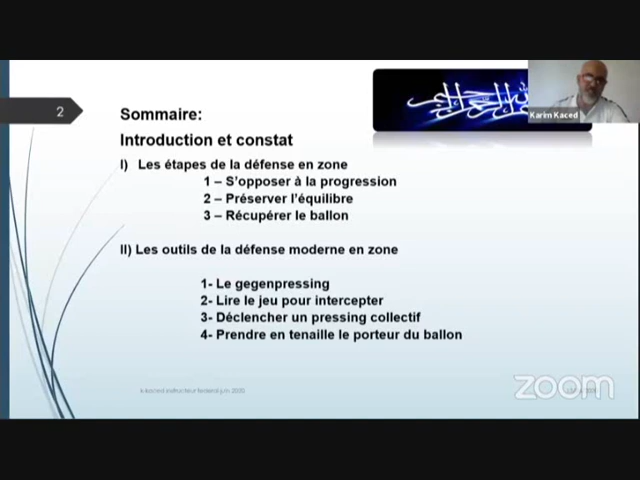 2
Sommaire:
Karim Kaced
Introduction et constat
I) Les étapes de la défense en zone
1 – S'opposer à la progression
2 – Préserver l'équilibre
3 – Récupérer le ballon
II) Les outils de la défense moderne en zone
1- Le gegenpressing
2- Lire le jeu pour intercepter
3- Déclencher un pressing collectif
4- Prendre en tenaille le porteur du ballon
zoom